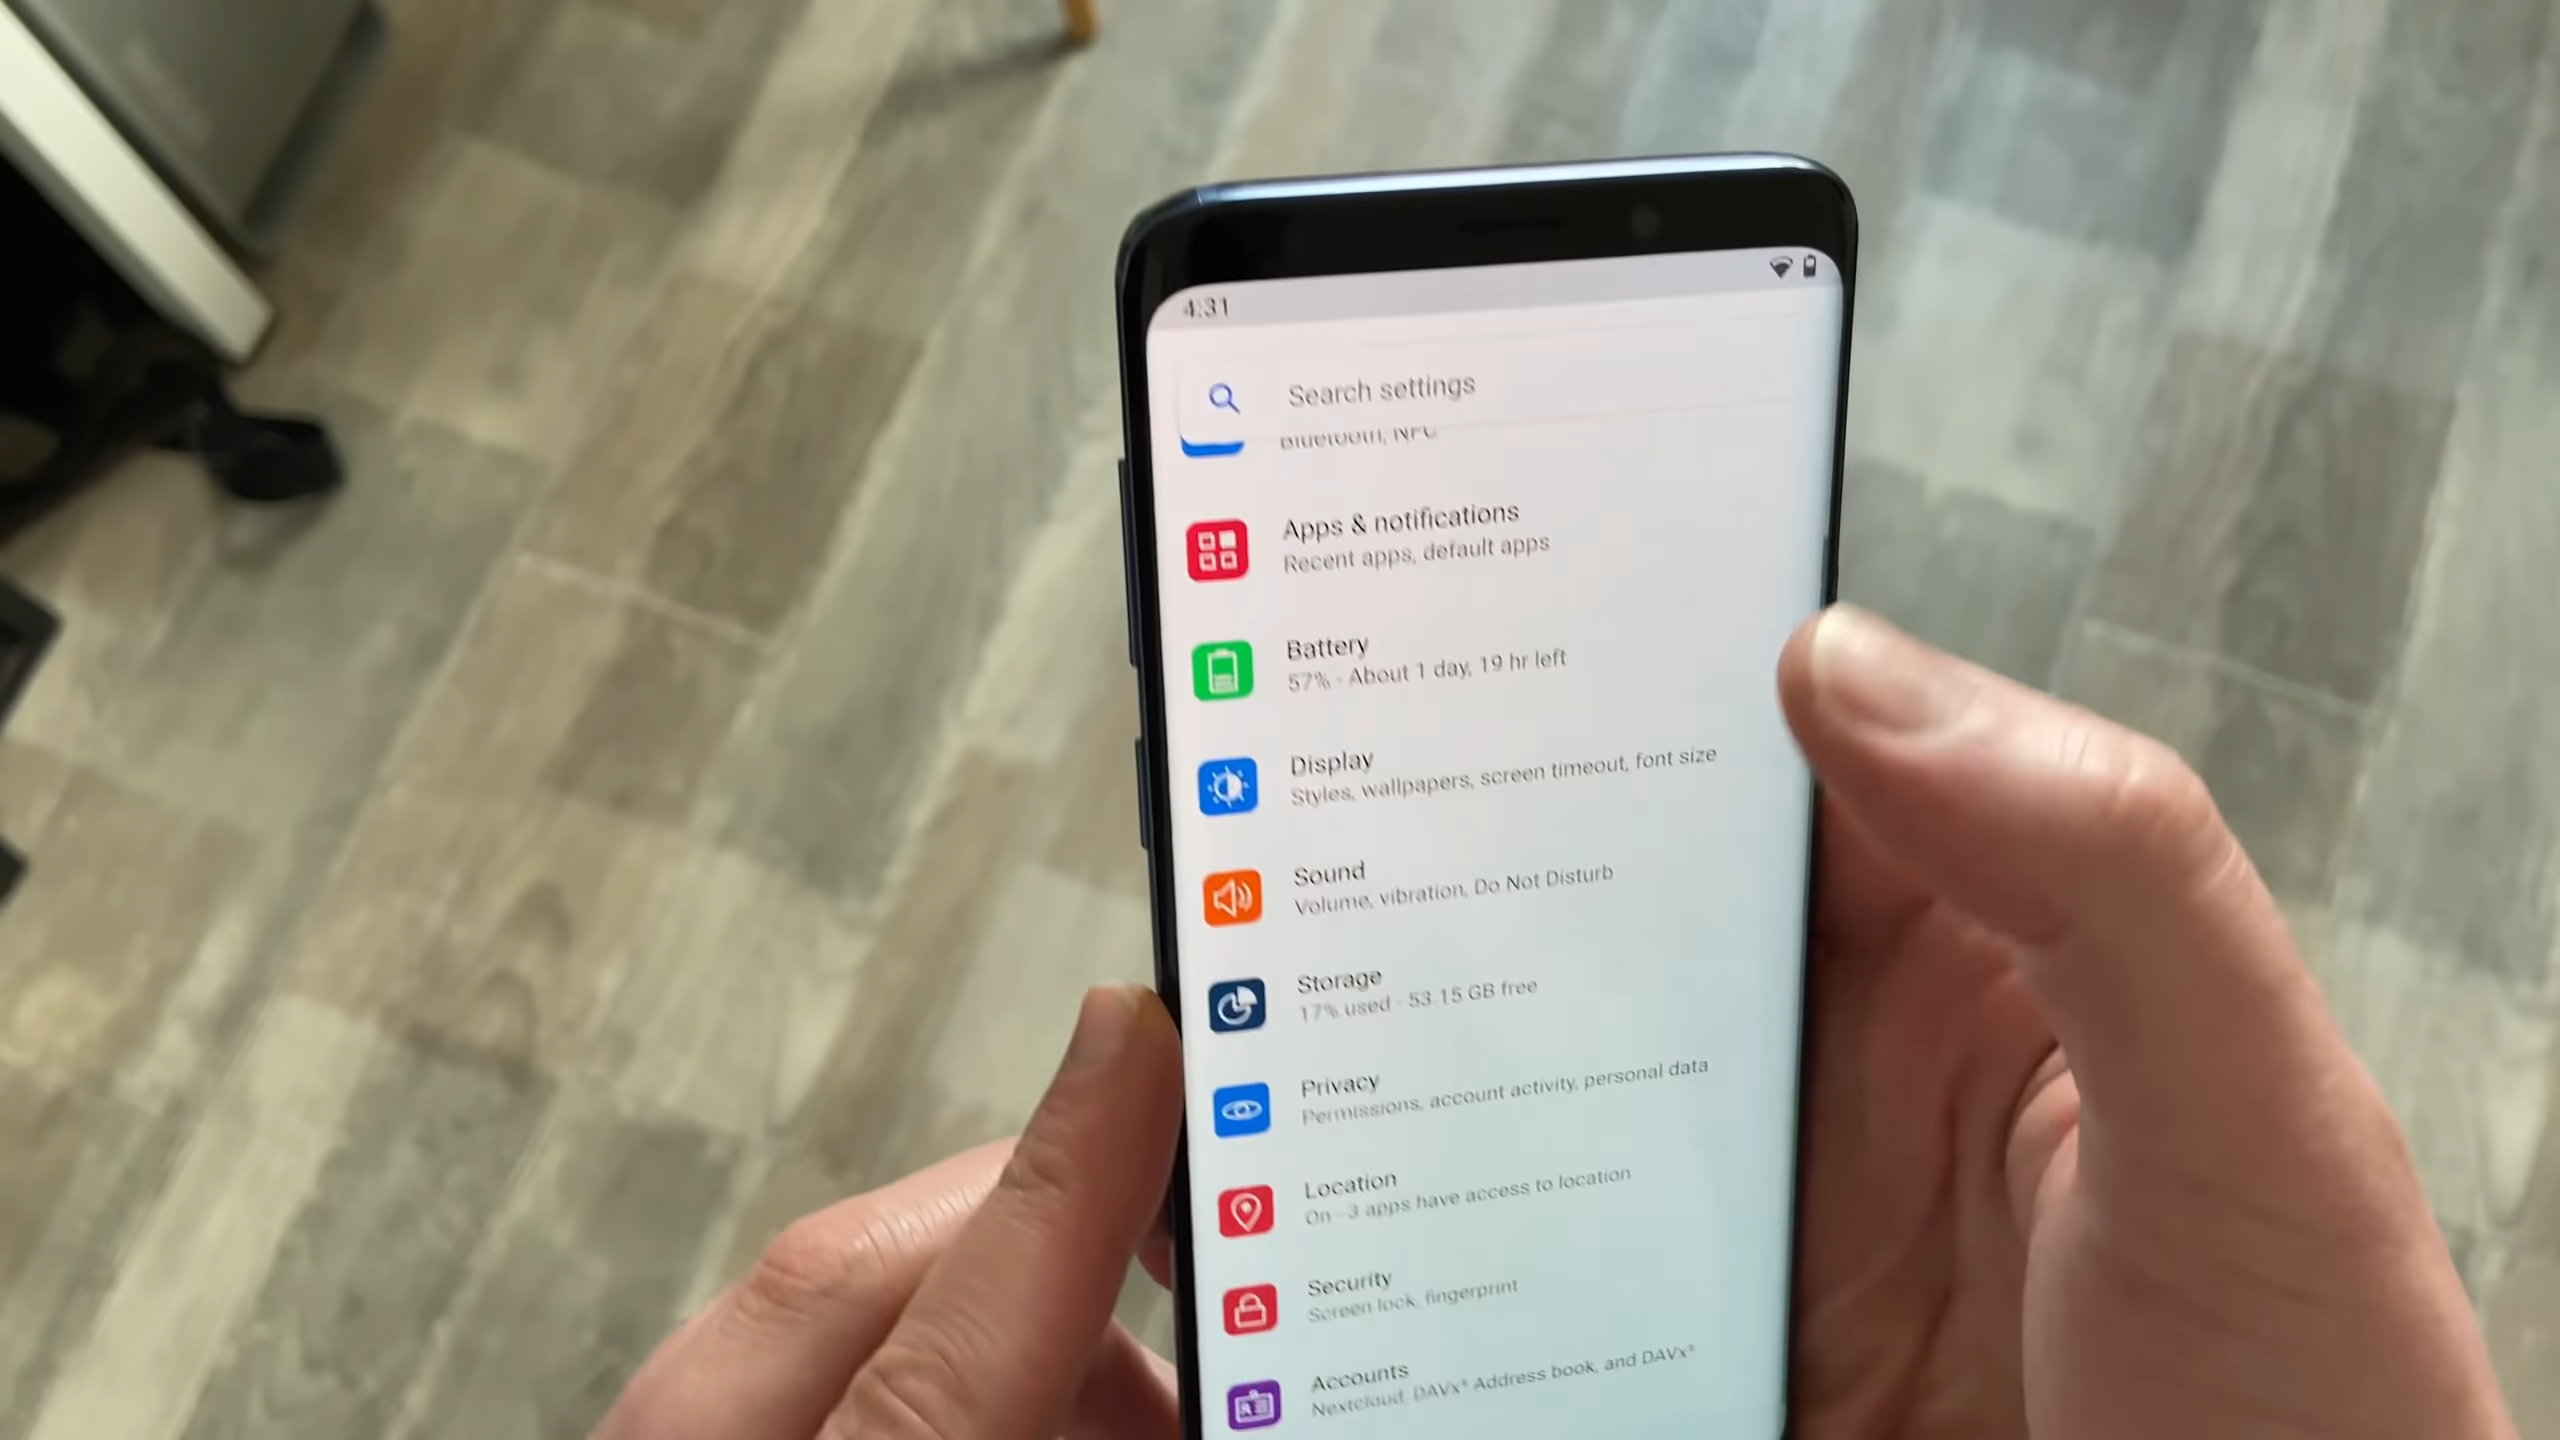 4:31
Search settings
Bluetooth, NFC
Apps & notifications
Recent apps, default apps
Battery
57% · About 1 day, 19 hr left
Display
Styles, wallpapers, screen timeout, font size
Sound
Volume, vibration, Do Not Disturb
Storage
17% used · 53.15 GB free
Privacy
Permissions, account activity, personal data
Location
On · 3 apps have access to location
Security
Screen lock, fingerprint
Accounts
Nextcloud, DAVx⁵ Address book, and DAVx⁵